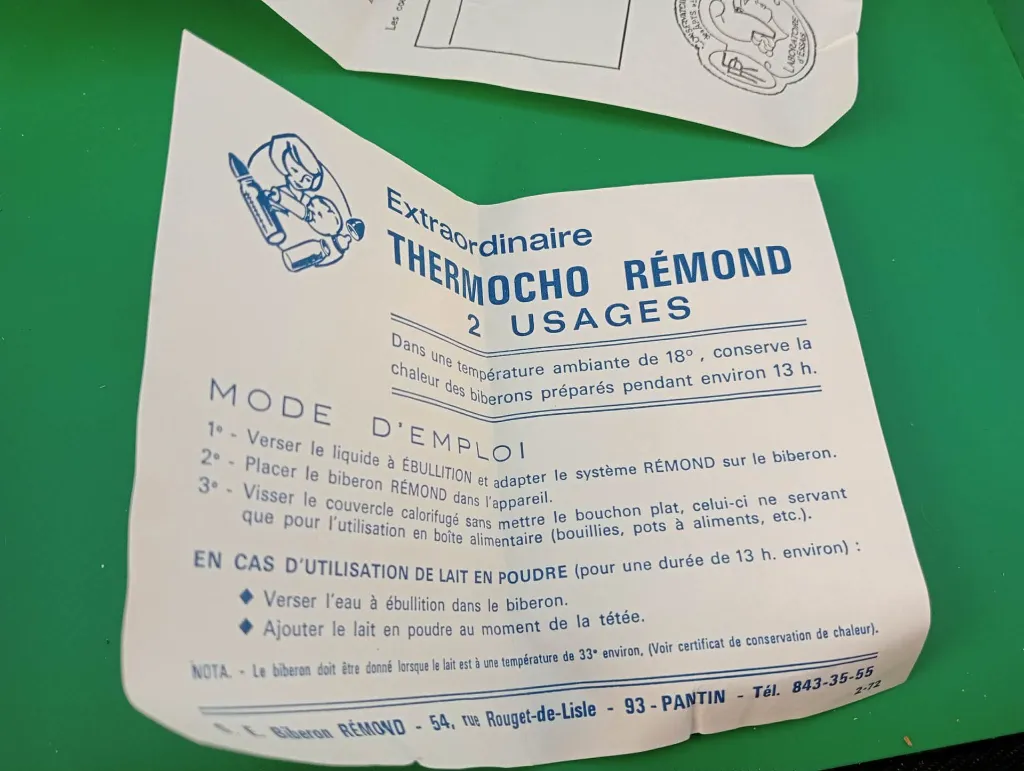 Les
CONSERVATOIRE
des ARTS
LABORATOIRE
D'ESSAIS
Extraordinaire
THERMOCHO RÉMOND
2 USAGES
Dans une température ambiante de 18°, conserve la
chaleur des biberons préparés pendant environ 13 h.
MODE D'EMPLOI
1° - Verser le liquide à ÉBULLITION et adapter le système RÉMOND sur le biberon.
2° - Placer le biberon RÉMOND dans l'appareil.
3° - Visser le couvercle calorifugé sans mettre le bouchon plat, celui-ci ne servant
que pour l'utilisation en boîte alimentaire (bouillies, pots à aliments, etc.).
EN CAS D'UTILISATION DE LAIT EN POUDRE (pour une durée de 13 h. environ) :
◆ Verser l'eau à ébullition dans le biberon.
◆ Ajouter le lait en poudre au moment de la tétée.
NOTA. - Le biberon doit être donné lorsque le lait est à une température de 33° environ. (Voir certificat de conservation de chaleur).
E. Biberon RÉMOND - 54, rue Rouget-de-Lisle - 93 - PANTIN - Tél. 843-35-55
2-72